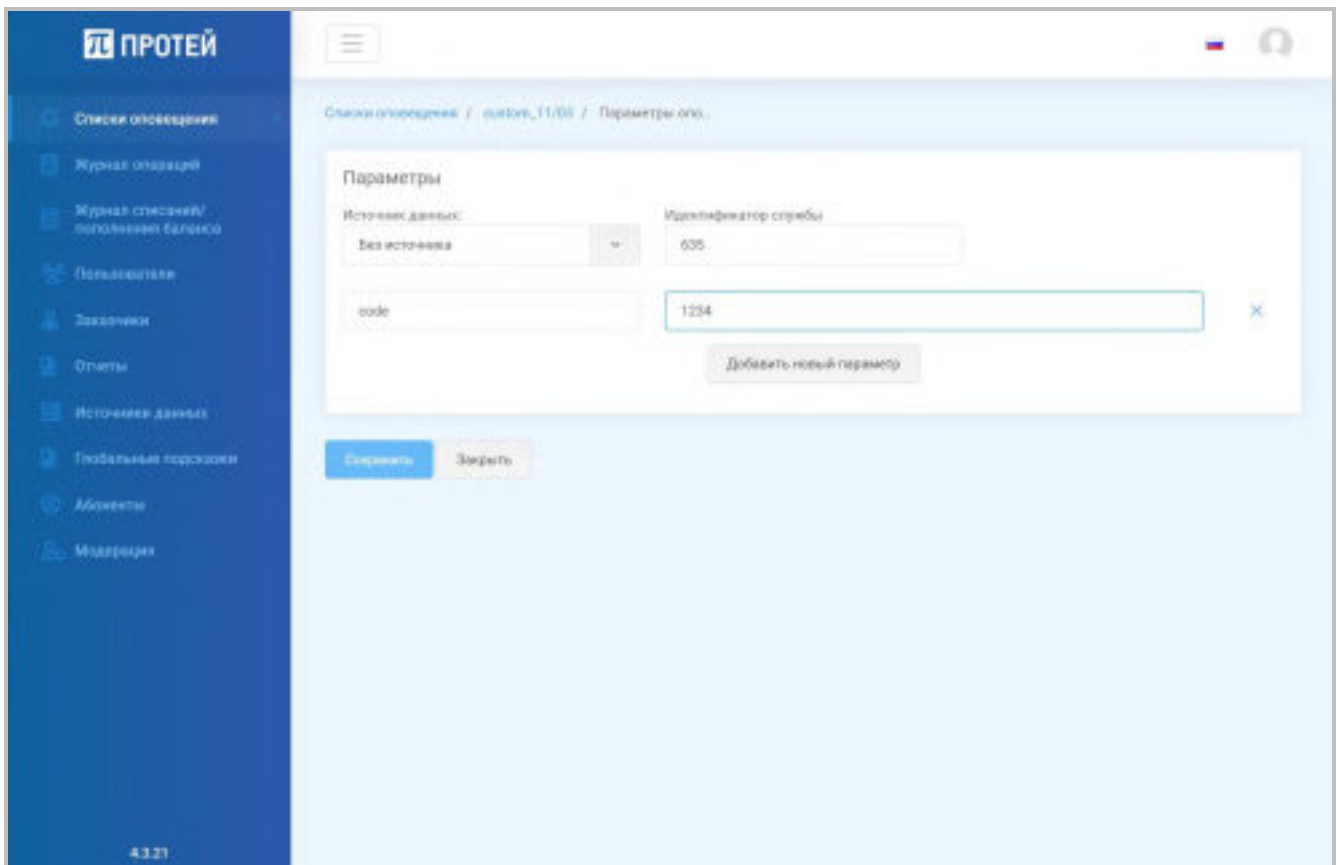 ПРОТЕЙ
Списки оповещения
Журнал операций
Журнал списаний/
пополнения баланса
Пользователи
Заказчики
Отчеты
Источники данных
Глобальные подсказки
Абоненты
Модерация
4.3.21
Списки оповещения / custom_11/03 / Параметры опо...
Параметры
Источник данных: Идентификатор службы
Без источника 635
code 1234
Добавить новый параметр
Сохранить Закрыть